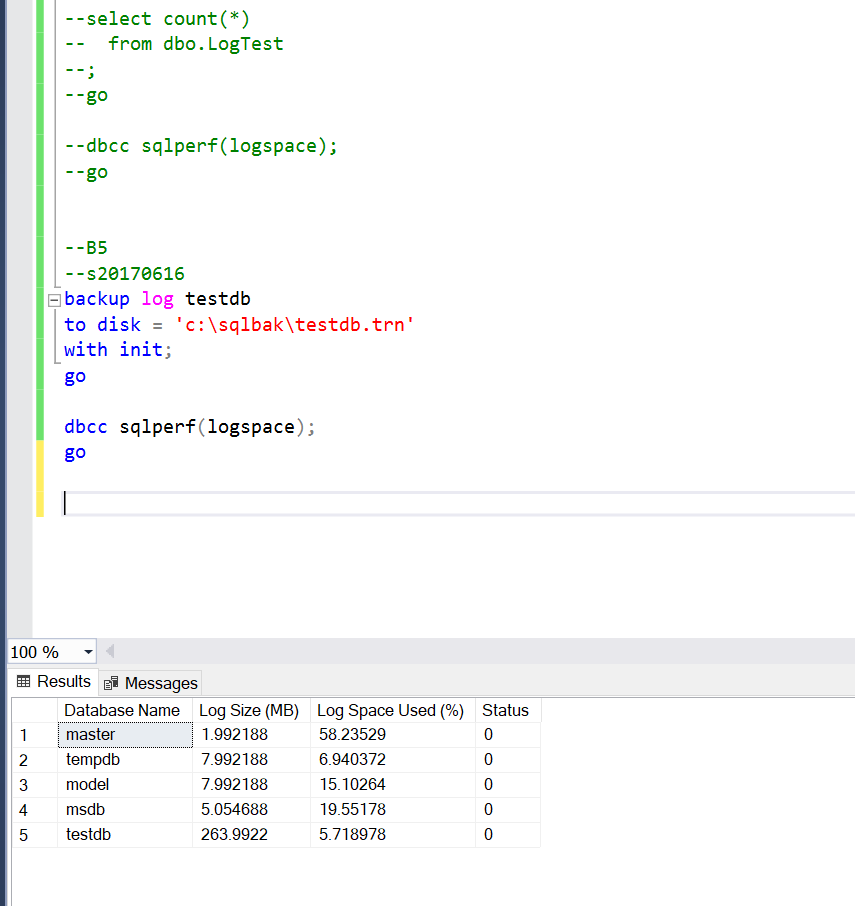 --select count(*)
--  from dbo.LogTest
--;
--go
--dbcc sqlperf(logspace);
--go
--B5
--s20170616
backup log testdb
to disk = 'c:\sqlbak\testdb.trn'
with init;
go
dbcc sqlperf(logspace);
go
100 %
Results Messages
Database Name Log Size (MB) Log Space Used (%) Status
1 master 1.992188 58.23529 0
2 tempdb 7.992188 6.940372 0
3 model 7.992188 15.10264 0
4 msdb 5.054688 19.55178 0
5 testdb 263.9922 5.718978 0